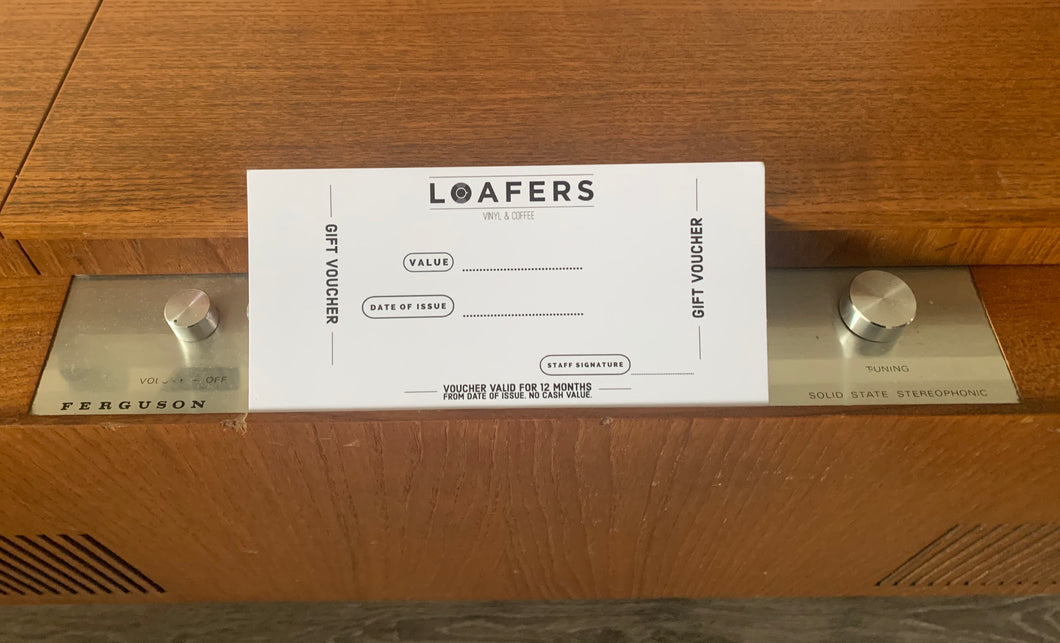 LOAFERS
VINYL & COFFEE
GIFT VOUCHER
VALUE
DATE OF ISSUE
STAFF SIGNATURE
VOUCHER VALID FOR 12 MONTHS
FROM DATE OF ISSUE. NO CASH VALUE.
GIFT VOUCHER
OFF
FERGUSON
TUNING
SOLID STATE STEREOPHONIC